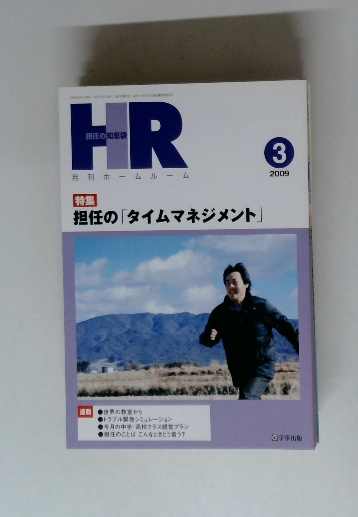 HR
担任の知恵袋
月刊ホームルーム
3
2009
特集
担任の「タイムマネジメント」
連載
●世界の教室から
●トラブル緊急シミュレーション
●今月の中学・高校クラス経営プラン
●担任のことば こんなときどう言う?
学事出版